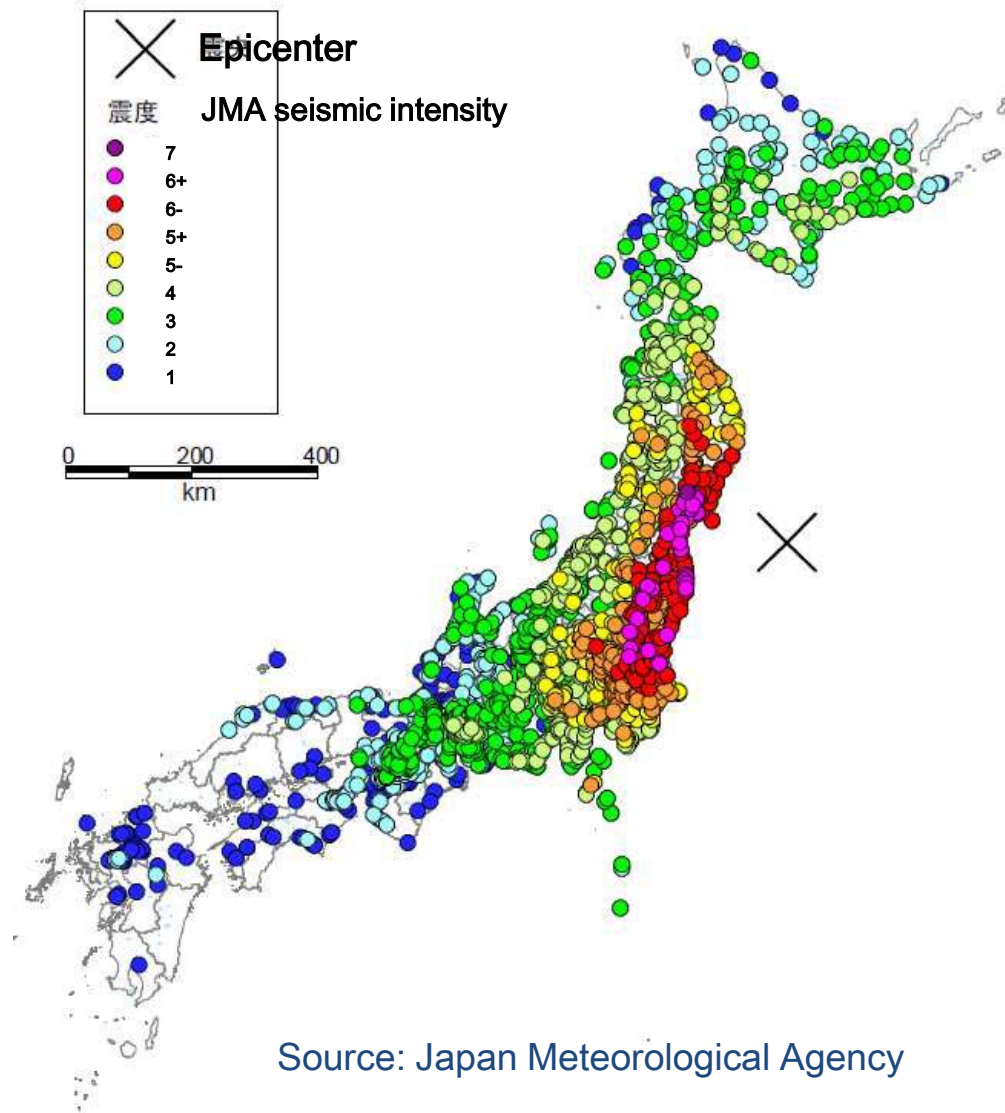 Epicenter
震度 JMA seismic intensity
7
6+
6-
5+
5-
4
3
2
1
0 200 400
km
Source: Japan Meteorological Agency